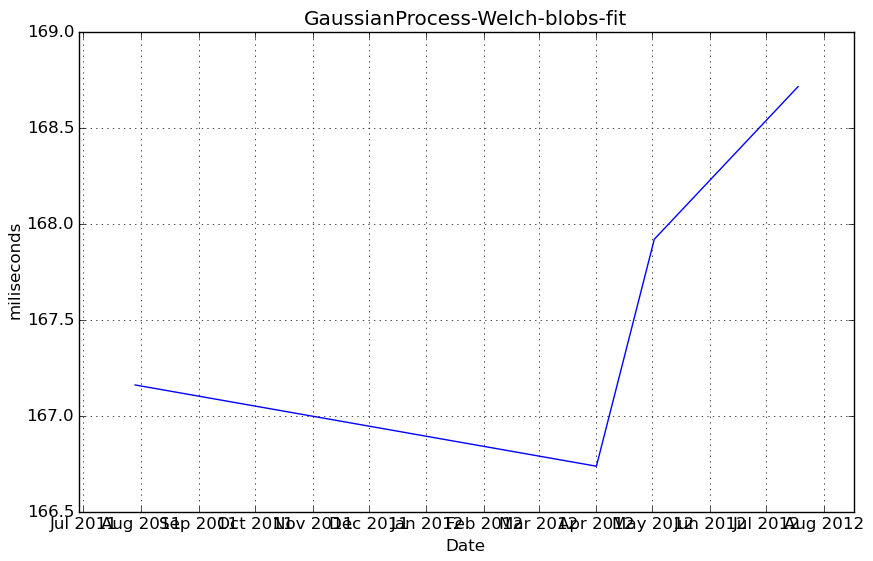 GaussianProcess-Welch-blobs-fit
169.0
168.5
168.0
167.5
167.0
166.5
miliseconds
Jul 2011 Aug 2011 Sep 2011 Oct 2011 Nov 2011 Dec 2011 Jan 2012 Feb 2012 Mar 2012 Apr 2012 May 2012 Jun 2012 Jul 2012 Aug 2012
Date